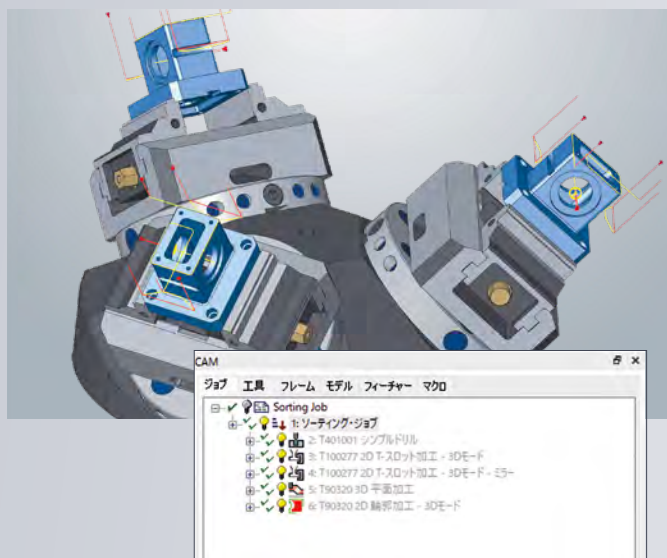 CAM
ジョブ 工具 フレーム モデル フィーチャー マクロ
Sorting Job
1: ソーティング・ジョブ
2: T401001 シンプルドリル
3: T100277 2D T-スロット加工 - 3Dモード
4: T100277 2D T-スロット加工 - 3Dモード - ミラー
5: T90320 3D 平面加工
6: T90320 2D 輪郭加工 - 3Dモード